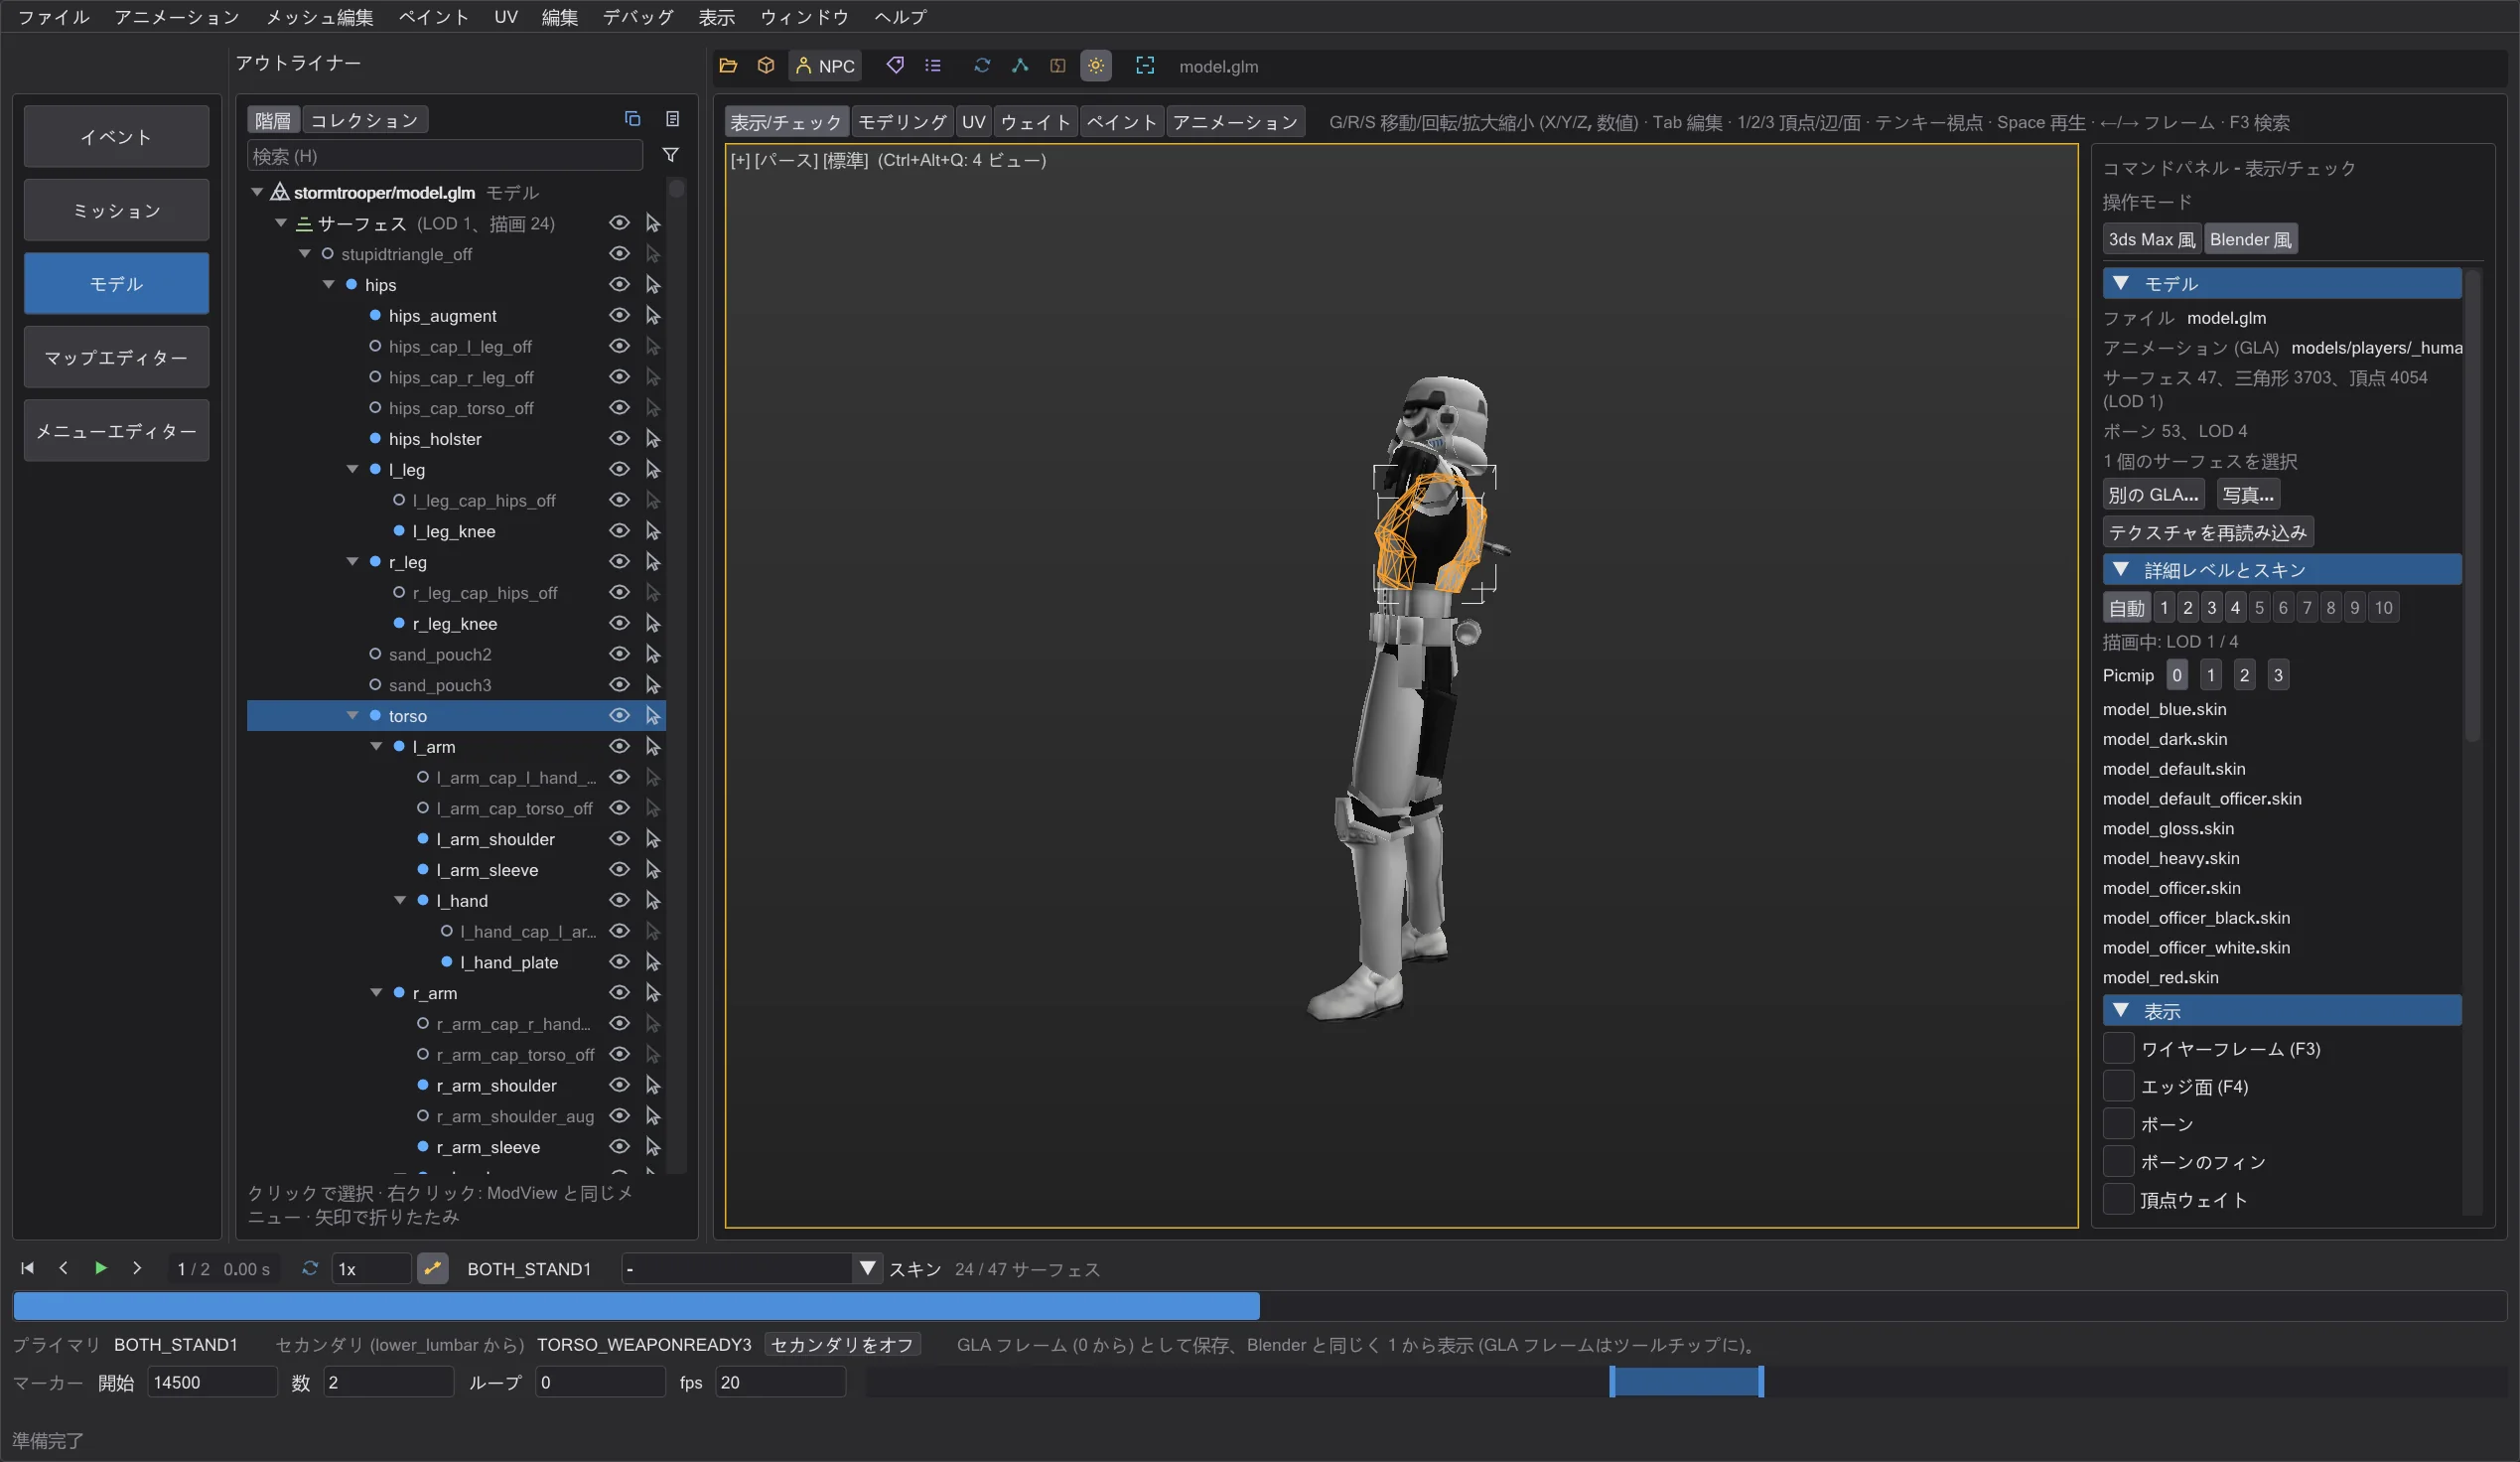 ファイル アニメーション メッシュ編集 ペイント UV 編集 デバッグ 表示 ウィンドウ ヘルプ
イベント
ミッション
モデル
マップエディター
メニューエディター
アウトライナー
階層 コレクション
検索 (H)
stormtrooper/model.glm モデル
サーフェス (LOD 1、描画 24)
stupidtriangle_off
hips
hips_augment
hips_cap_l_leg_off
hips_cap_r_leg_off
hips_cap_torso_off
hips_holster
l_leg
l_leg_cap_hips_off
l_leg_knee
r_leg
r_leg_cap_hips_off
r_leg_knee
sand_pouch2
sand_pouch3
torso
l_arm
l_arm_cap_l_hand_...
l_arm_cap_torso_off
l_arm_shoulder
l_arm_sleeve
l_hand
l_hand_cap_l_ar...
l_hand_plate
r_arm
r_arm_cap_r_hand...
r_arm_cap_torso_off
r_arm_shoulder
r_arm_shoulder_aug
r_arm_sleeve
クリックで選択 · 右クリック: ModView と同じメ
ニュー · 矢印で折りたたみ
NPC model.glm
表示/チェック モデリング UV ウェイト ペイント アニメーション G/R/S 移動/回転/拡大縮小 (X/Y/Z, 数値) · Tab 編集 · 1/2/3 頂点/辺/面 · テンキー視点 · Space 再生 · ←/→ フレーム · F3 検索
[+] [パース] [標準] (Ctrl+Alt+Q: 4 ビュー)
コマンドパネル - 表示/チェック
操作モード
3ds Max 風 Blender 風
▼ モデル
ファイル model.glm
アニメーション (GLA) models/players/_huma
サーフェス 47、三角形 3703、頂点 4054
(LOD 1)
ボーン 53、LOD 4
1 個のサーフェスを選択
別の GLA... 写真...
テクスチャを再読み込み
▼ 詳細レベルとスキン
自動 1 2 3 4 5 6 7 8 9 10
描画中: LOD 1 / 4
Picmip 0 1 2 3
model_blue.skin
model_dark.skin
model_default.skin
model_default_officer.skin
model_gloss.skin
model_heavy.skin
model_officer.skin
model_officer_black.skin
model_officer_white.skin
model_red.skin
▼ 表示
ワイヤーフレーム (F3)
エッジ面 (F4)
ボーン
ボーンのフィン
頂点ウェイト
1 / 2 0.00 s 1x BOTH_STAND1 - ▼ スキン 24 / 47 サーフェス
プライマリ BOTH_STAND1 セカンダリ (lower_lumbar から) TORSO_WEAPONREADY3 セカンダリをオフ GLA フレーム (0 から) として保存、Blender と同じく 1 から表示 (GLA フレームはツールチップに)。
マーカー 開始 14500 数 2 ループ 0 fps 20
準備完了